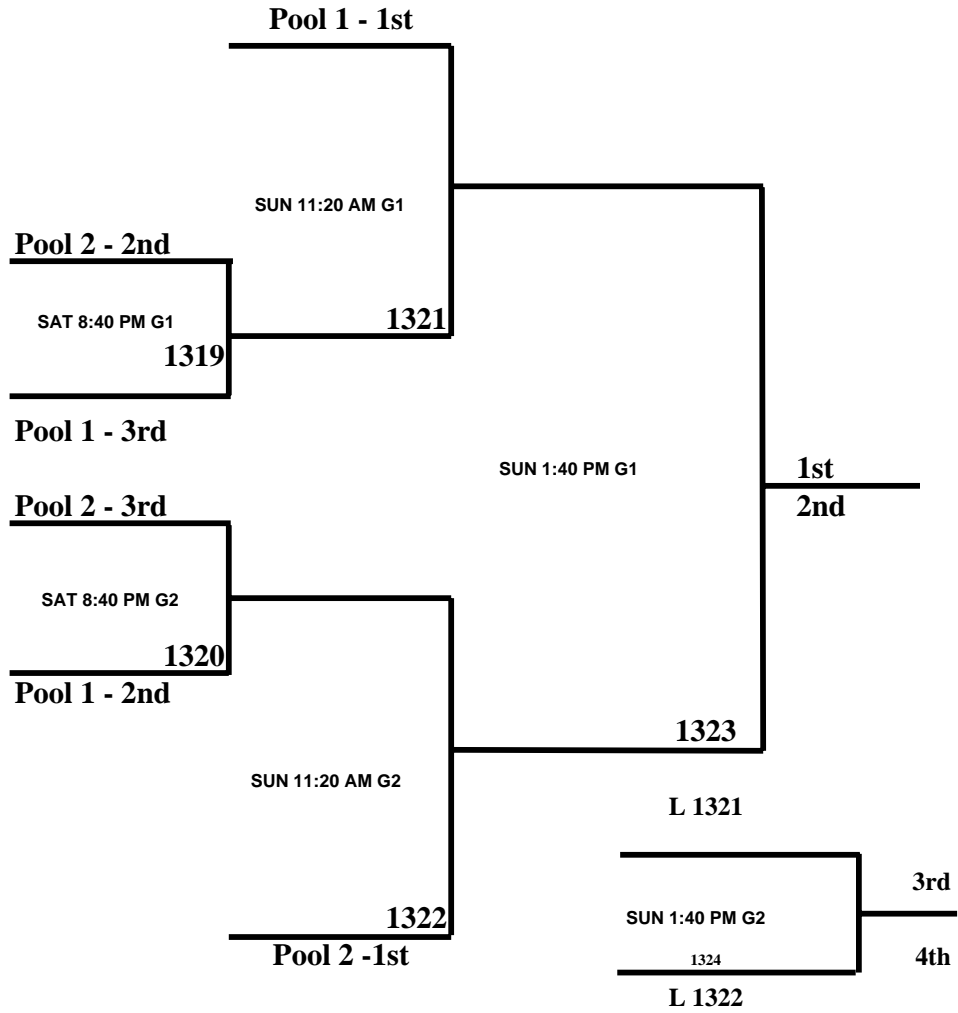 Pool 1 - 1st
SUN 11:20 AM G1
Pool 2 - 2nd
SAT 8:40 PM G1
1321
1319
Pool 1 - 3rd
SUN 1:40 PM G1
1st
Pool 2 - 3rd
2nd
SAT 8:40 PM G2
1320
Pool 1 - 2nd
1323
SUN 11:20 AM G2
L 1321
3rd
1322
SUN 1:40 PM G2
Pool 2 -1st
1324
4th
L 1322